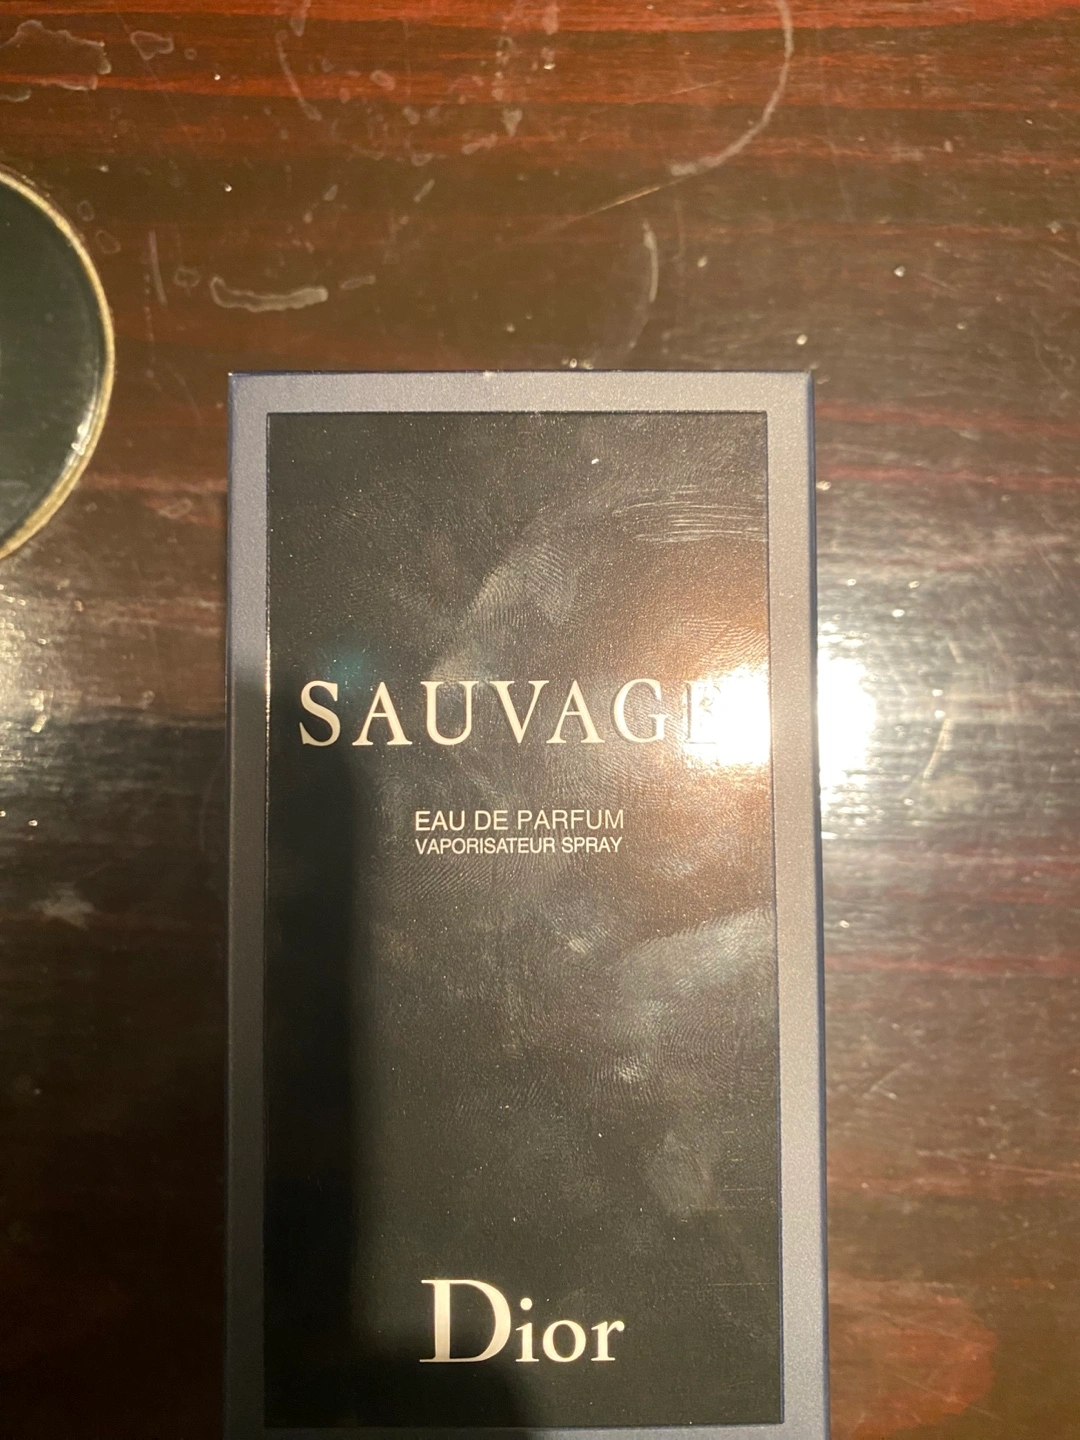 SAUVAGE
EAU DE PARFUM
VAPORISATEUR SPRAY
Dior